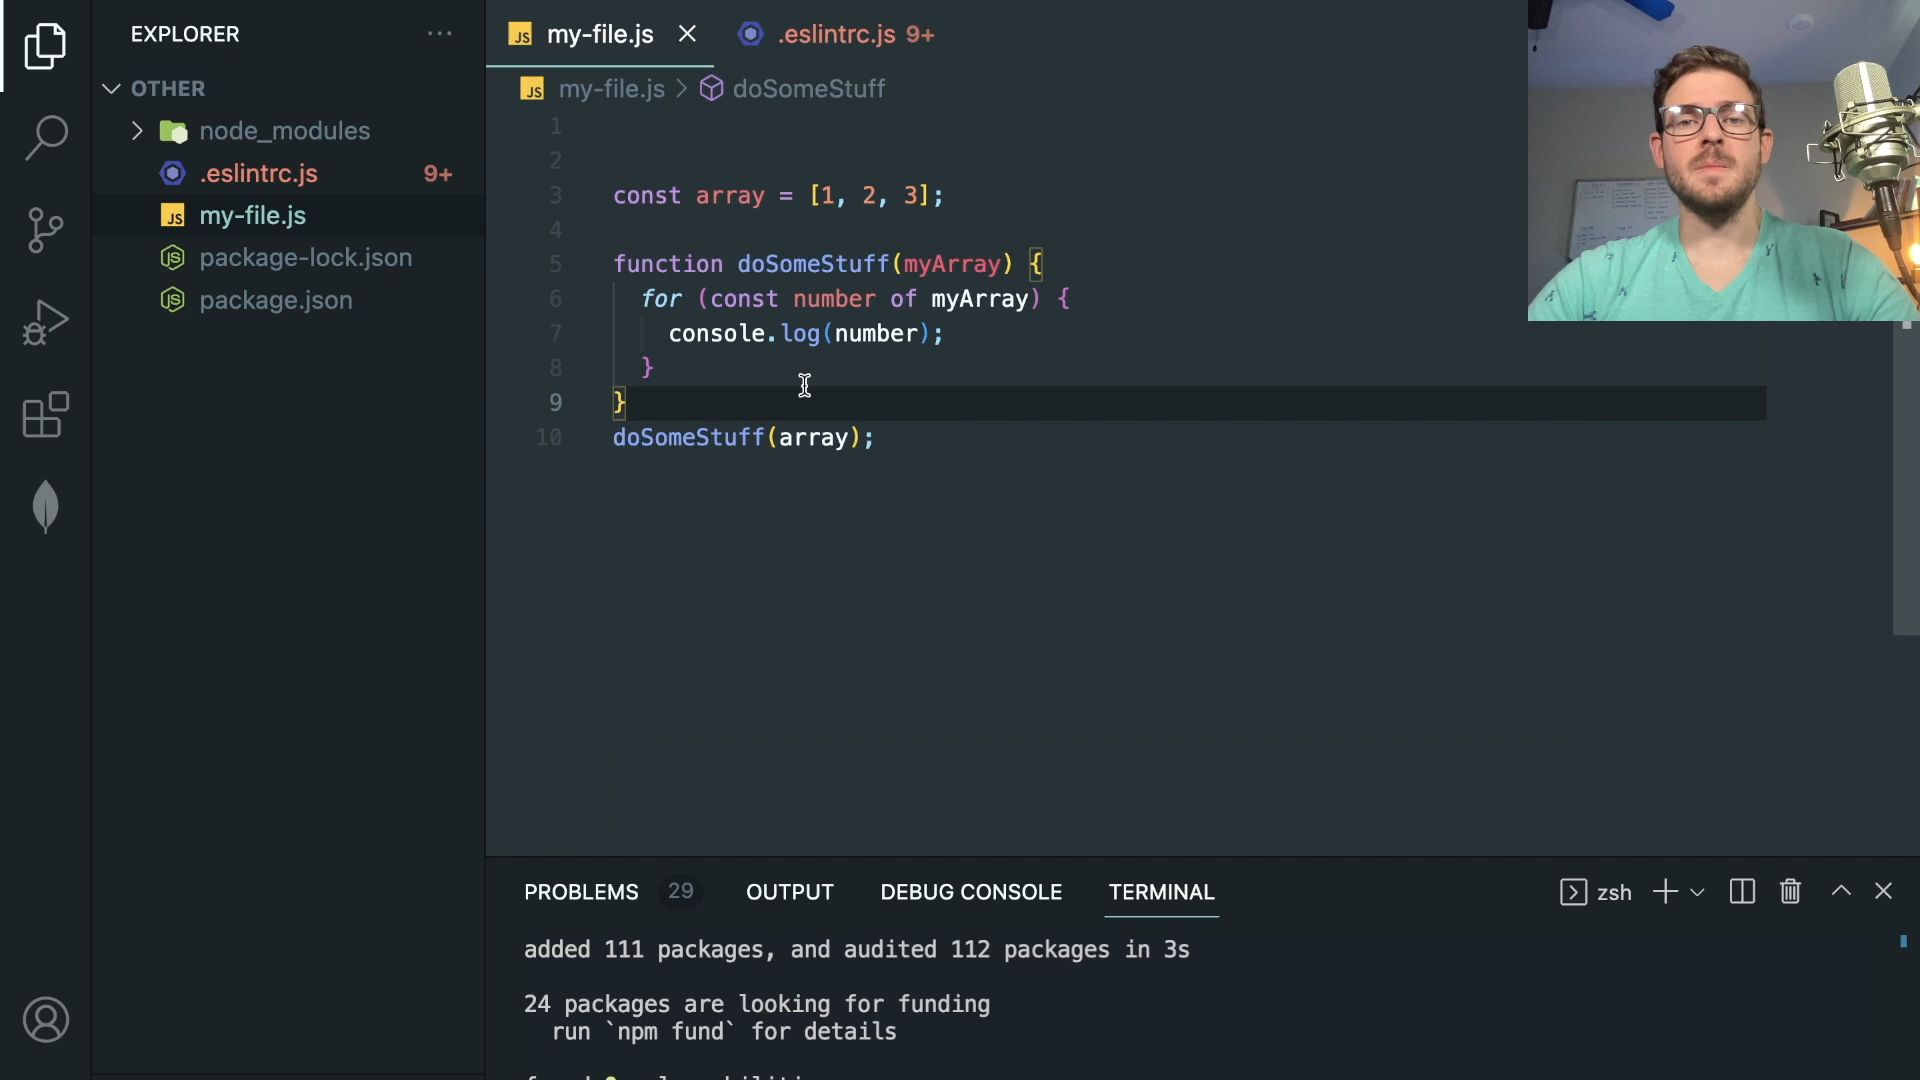 EXPLORER
OTHER
node_modules
.eslintrc.js 9+
my-file.js
package-lock.json
package.json
my-file.js
.eslintrc.js 9+
my-file.js > doSomeStuff
1
2
3 const array = [1, 2, 3];
4
5 function doSomeStuff(myArray) {
6 for (const number of myArray) {
7 console.log(number);
8 }
9 }
10 doSomeStuff(array);
PROBLEMS 29 OUTPUT DEBUG CONSOLE TERMINAL zsh
added 111 packages, and audited 112 packages in 3s
24 packages are looking for funding
run `npm fund` for details